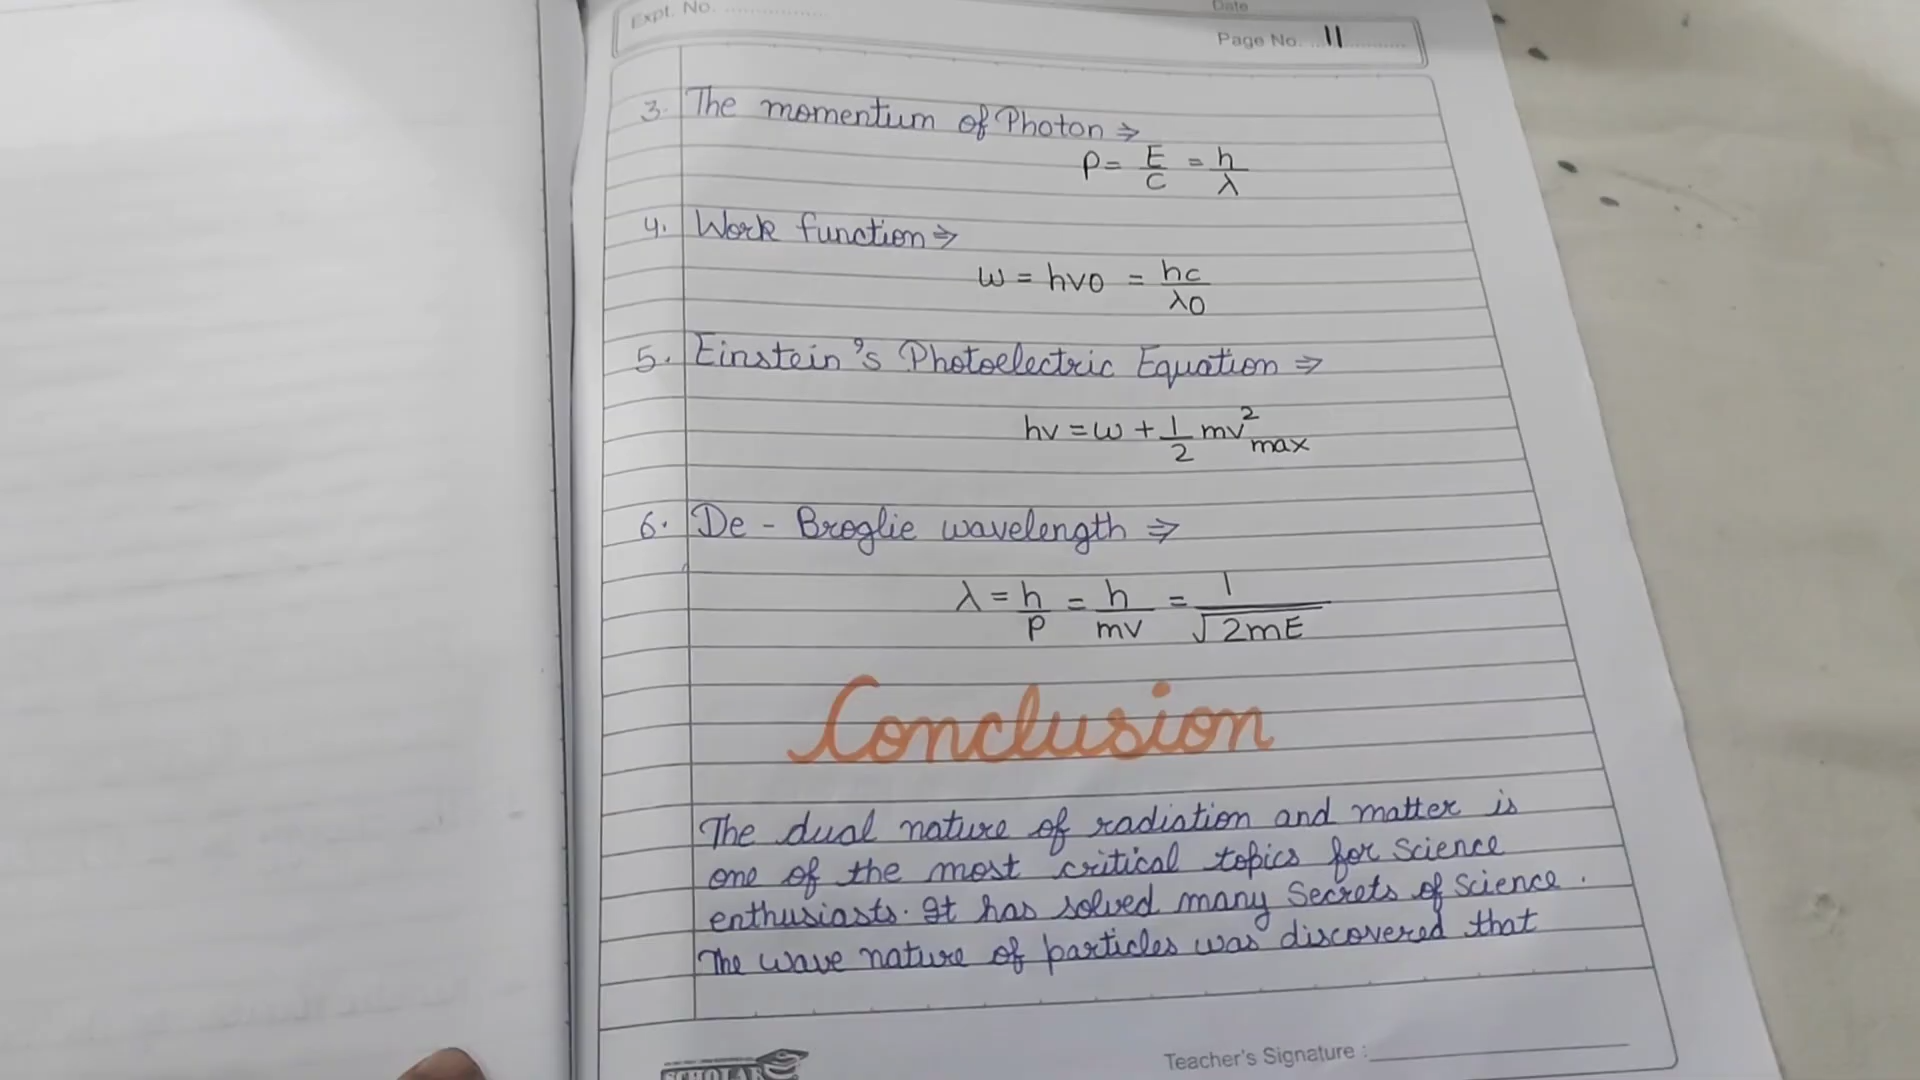 Expt. No.
Date
Page No. 11
3. The momentum of Photon ⇒
P = E/C = h/λ
4. Work function ⇒
W = hν0 = hc/λ0
5. Einstein's Photoelectric Equation ⇒
hν = W + 1/2 mv²max
6. De - Broglie wavelength ⇒
λ = h/P = h/mv = 1/√2mE
Conclusion
The dual nature of radiation and matter is
one of the most critical topics for science
enthusiasts. It has solved many Secrets of Science.
The wave nature of particles was discovered that
SCHOLAR
Teacher's Signature :